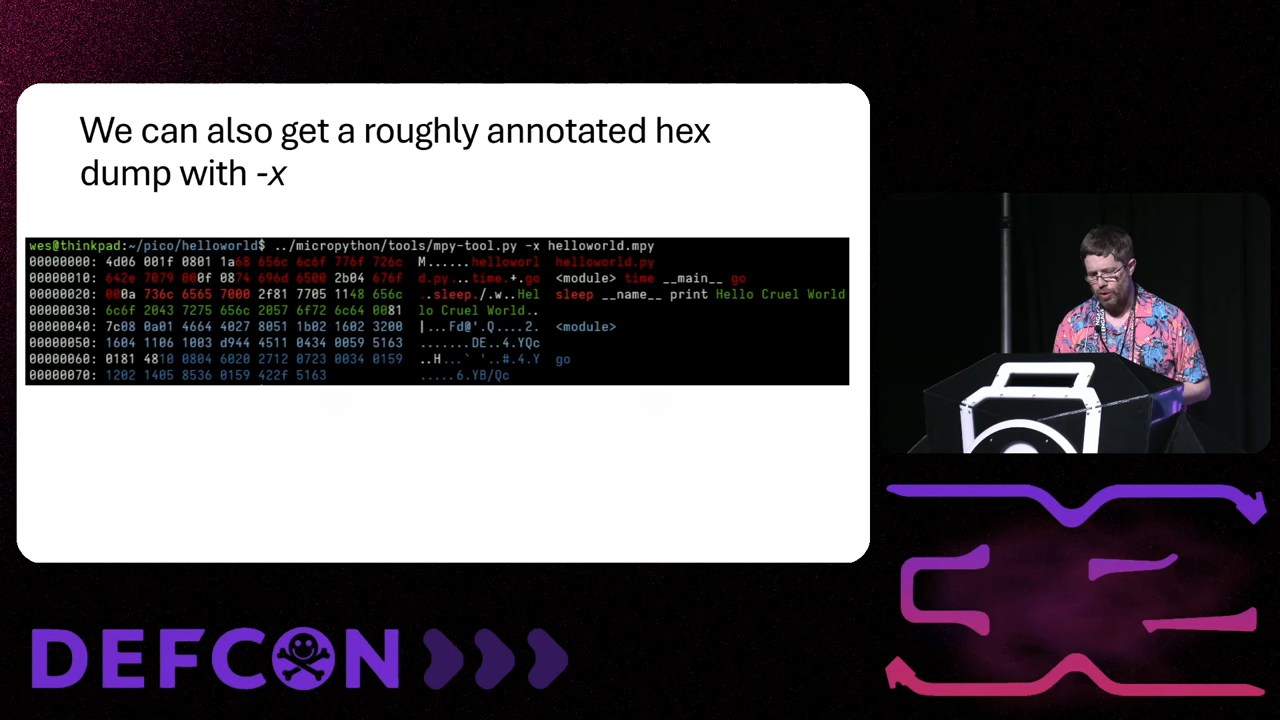 We can also get a roughly annotated hex
dump with -x
wes@thinkpad:~/pico/helloworld$ ../micropython/tools/mpy-tool.py -x helloworld.mpy
00000000: 4d06 001f 0801 1a68 656c 6c6f 776f 726c M......helloworl helloworld.py
00000010: 642e 7079 000f 0874 696d 6500 2b04 676f d.py...time.+.go <module> time __main__ go
00000020: 000a 736c 6565 7000 2f81 7705 1148 656c ..sleep./.w..Hel sleep __name__ print Hello Cruel World
00000030: 6c6f 2043 7275 656c 2057 6f72 6c64 0081 lo Cruel World..
00000040: 7c08 0a01 4664 4027 8051 1b02 1602 3200 |...Fd@'.Q....2. <module>
00000050: 1604 1106 1003 d944 4511 0434 0059 5163 .......DE..4.YQc
00000060: 0181 4810 0804 6020 2712 0723 0034 0159 ..H...` '..#.4.Y go
00000070: 1202 1405 8536 0159 422f 5163 .....6.YB/Qc
DEFCON